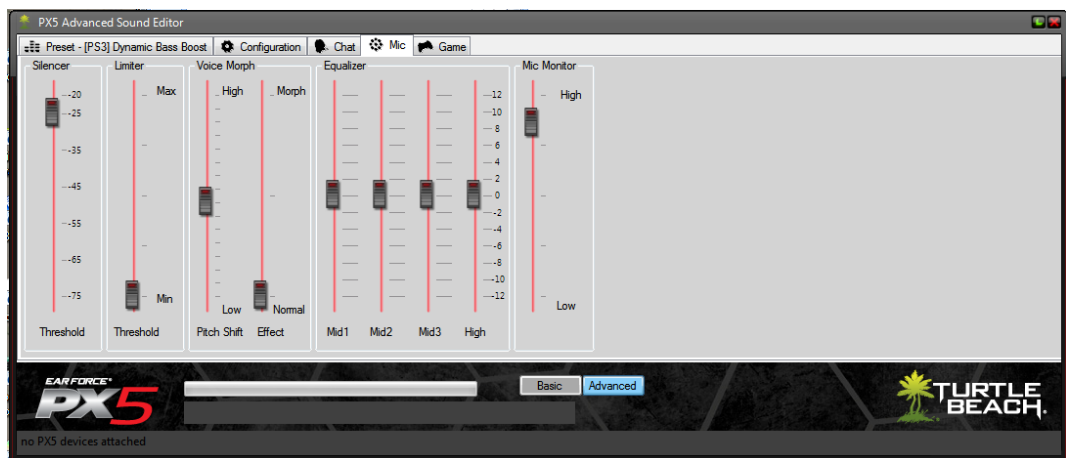 PX5 Advanced Sound Editor
Preset - [PS3] Dynamic Bass Boost Configuration Chat Mic Game
Silencer Limiter Voice Morph Equalizer Mic Monitor
-20 Max High Morph 12 High
-25 10
8
-35 6
4
-45 2
0
-2
-55 -4
-6
-65 -8
-10
-75 Min Low Normal -12 Low
Threshold Threshold Pitch Shift Effect Mid1 Mid2 Mid3 High
EAR FORCE®
PX5
Basic Advanced
TURTLE
BEACH.
no PX5 devices attached